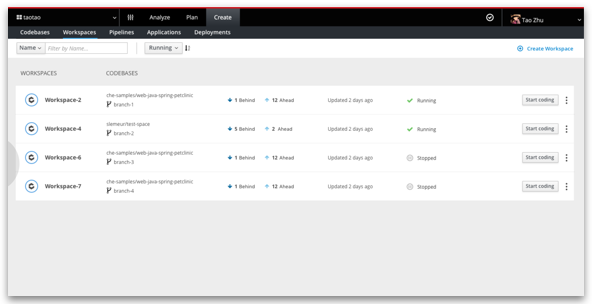 taotao Analyze Plan Create Tao Zhu
Codebases Workspaces Pipelines Applications Deployments
Name Filter by Name... Running Create Workspace
WORKSPACES CODEBASES
che-samples/web-java-spring-petclinic
Workspace-2 1 Behind 12 Ahead Updated 2 days ago Running Start coding
branch-1
slemeur/test-space
Workspace-4 5 Behind 2 Ahead Updated 2 days ago Running Start coding
branch-2
che-samples/web-java-spring-petclinic
Workspace-6 1 Behind 12 Ahead Updated 2 days ago Stopped Start coding
branch-3
che-samples/web-java-spring-petclinic
Workspace-7 1 Behind 12 Ahead Updated 2 days ago Stopped Start coding
branch-4